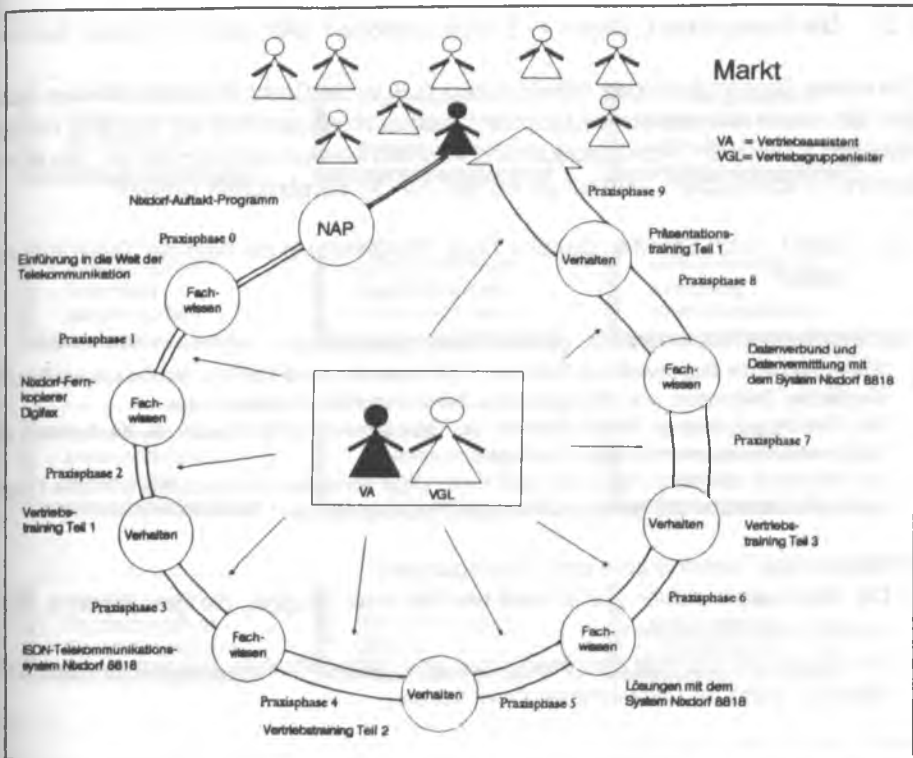 Markt
VA = Vertriebsassistent
VGL= Vertriebsgruppenleiter
Nixdorf-Auftakt-Programm
NAP
Praxisphase 0
Einführung in die Welt der
Telekommikation
Fach-
wissen
Praxisphase 1
Nixdorf-Fern-
kopierer
Digifax
Fach-
wissen
Praxisphase 2
Vertriebs-
training Teil 1
Verhalten
Praxisphase 3
ISDN-Telekommunikations-
system Nixdorf 8818
Fach-
wissen
Praxisphase 4
Vertriebstraining Teil 2
Verhalten
Praxisphase 5
Lösungen mit dem
System Nixdorf 8818
Fach-
wissen
Praxisphase 6
Vertriebs-
training Teil 3
Verhalten
Praxisphase 7
Datenverbund und
Datenvermittlung mit
dem System Nixdorf 8818
Fach-
wissen
Praxisphase 8
Präsentations-
training Teil 1
Verhalten
Praxisphase 9
VA
VGL